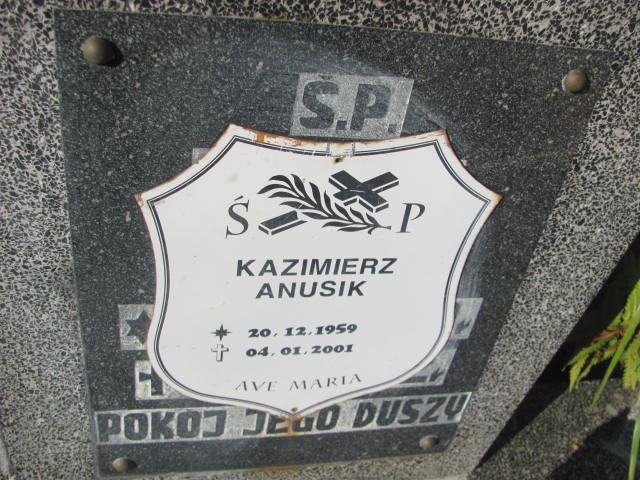 Ś.P.
Ś P
KAZIMIERZ
ANUSIK
20.12.1959
04.01.2001
AVE MARIA
POKÓJ JEGO DUSZY